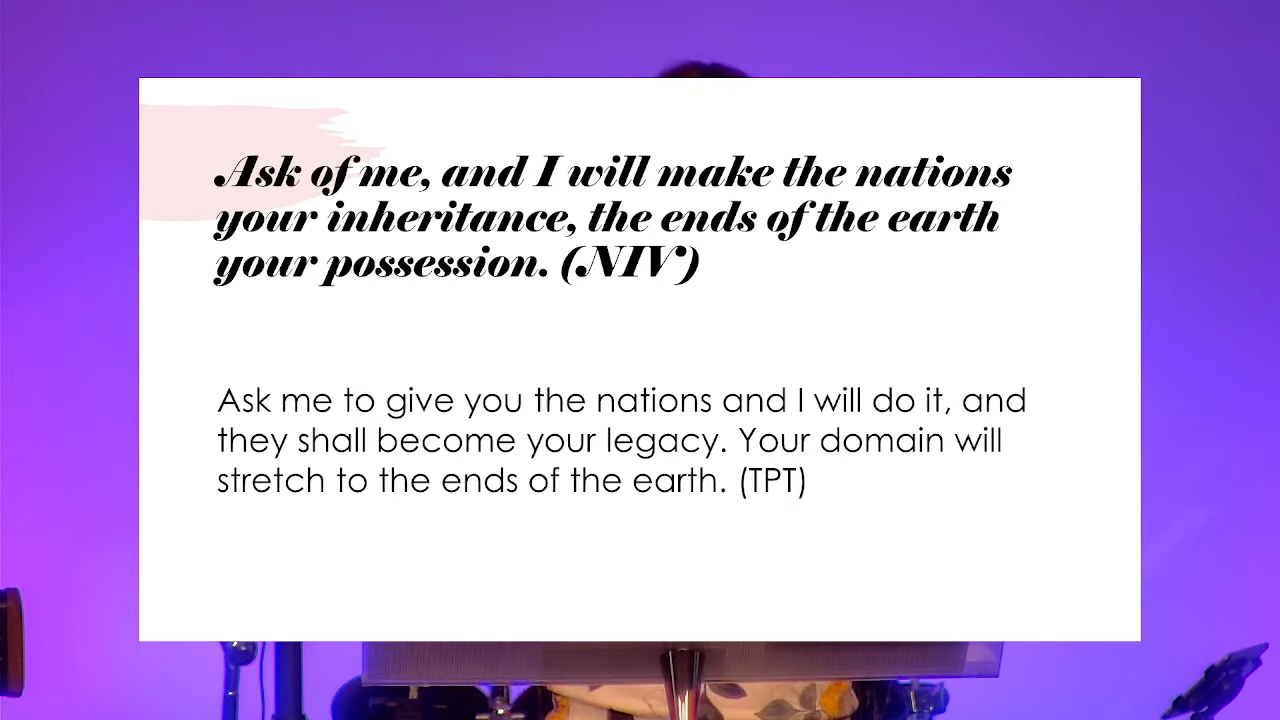 Ask of me, and I will make the nations
your inheritance, the ends of the earth
your possession. (NIV)
Ask me to give you the nations and I will do it, and
they shall become your legacy. Your domain will
stretch to the ends of the earth. (TPT)